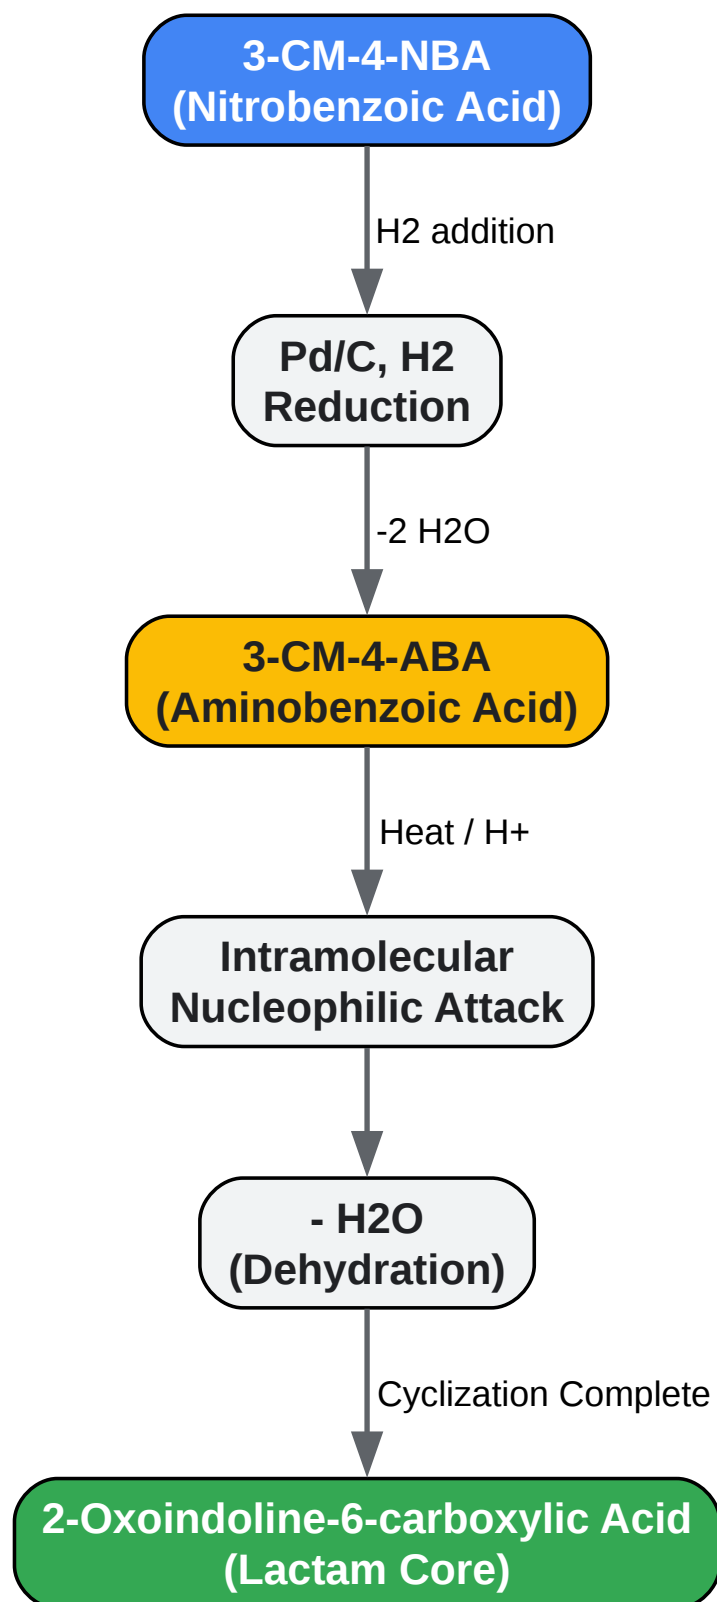 3-CM-4-NBA
(Nitrobenzoic Acid)
H2 addition
Pd/C, H2
Reduction
-2 H2O
3-CM-4-ABA
(Aminobenzoic Acid)
Heat / H+
Intramolecular
Nucleophilic Attack
- H2O
(Dehydration)
Cyclization Complete
2-Oxoindoline-6-carboxylic Acid
(Lactam Core)